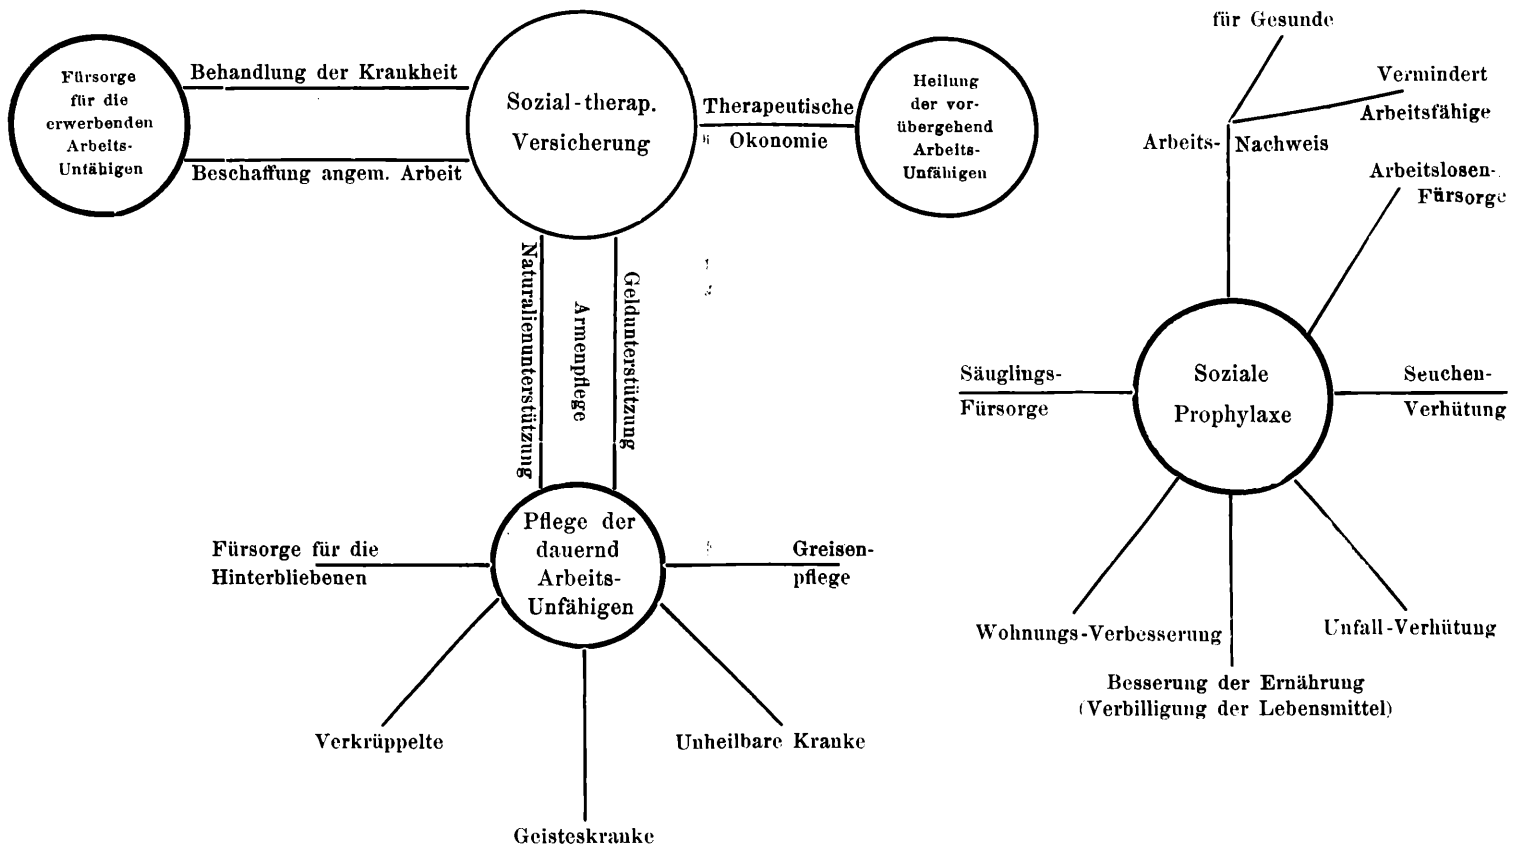 Fürsorge
für die
erwerbenden
Arbeits-
Unfähigen
Behandlung der Krankheit
Beschaffung angem. Arbeit
Sozial-therap.
Versicherung
Therapeutische
Okonomie
Heilung
der vor-
übergehend
Arbeits-
Unfähigen
Naturalienunterstützung
Armenpflege
Geldunterstützung
Pflege der
dauernd
Arbeits-
Unfähigen
Fürsorge für die
Hinterbliebenen
Greisen-
pflege
Verkrüppelte
Unheilbare Kranke
Geisteskranke
für Gesunde
Vermindert
Arbeitsfähige
Arbeits-Nachweis
Arbeitslosen-
Fürsorge
Soziale
Prophylaxe
Säuglings-
Fürsorge
Seuchen-
Verhütung
Wohnungs-Verbesserung
Unfall-Verhütung
Besserung der Ernährung
(Verbilligung der Lebensmittel)